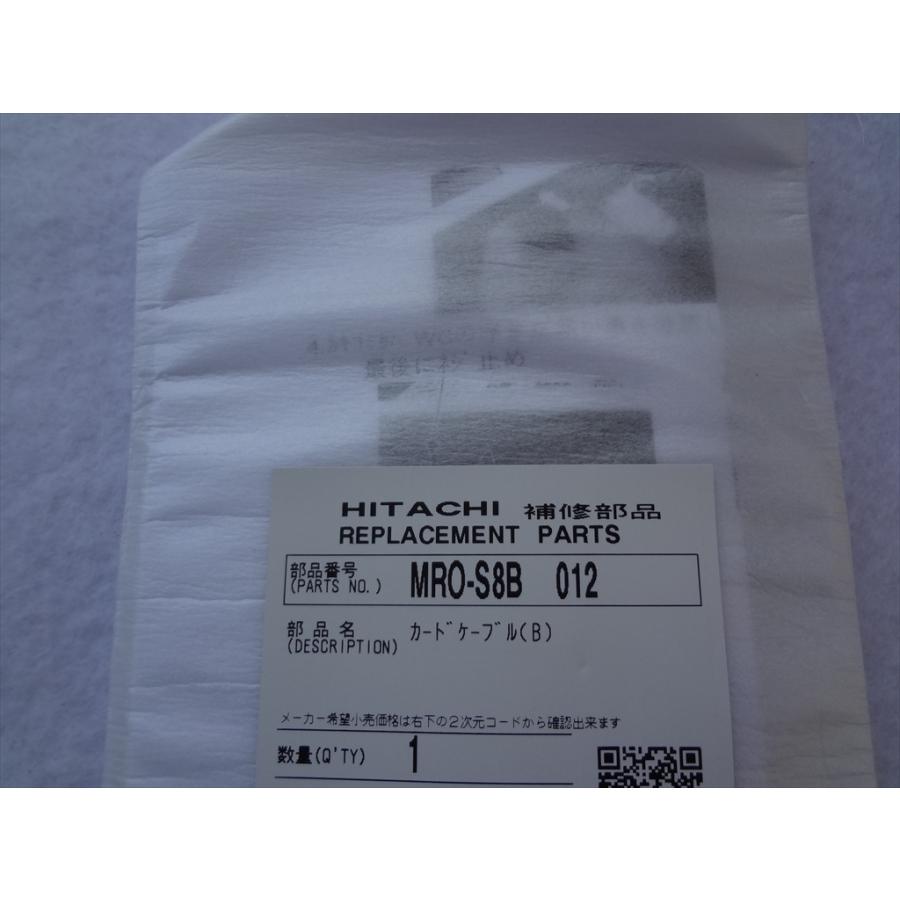 最後にネジ止め
HITACHI 補修部品
REPLACEMENT PARTS
部品番号 MRO-S8B 012
(PARTS NO.)
部品名 ｶｰﾄﾞｹｰﾌﾞﾙ(B)
(DESCRIPTION)
メーカー希望小売価格は右下の2次元コードから確認出来ます
数量(Q'TY) 1